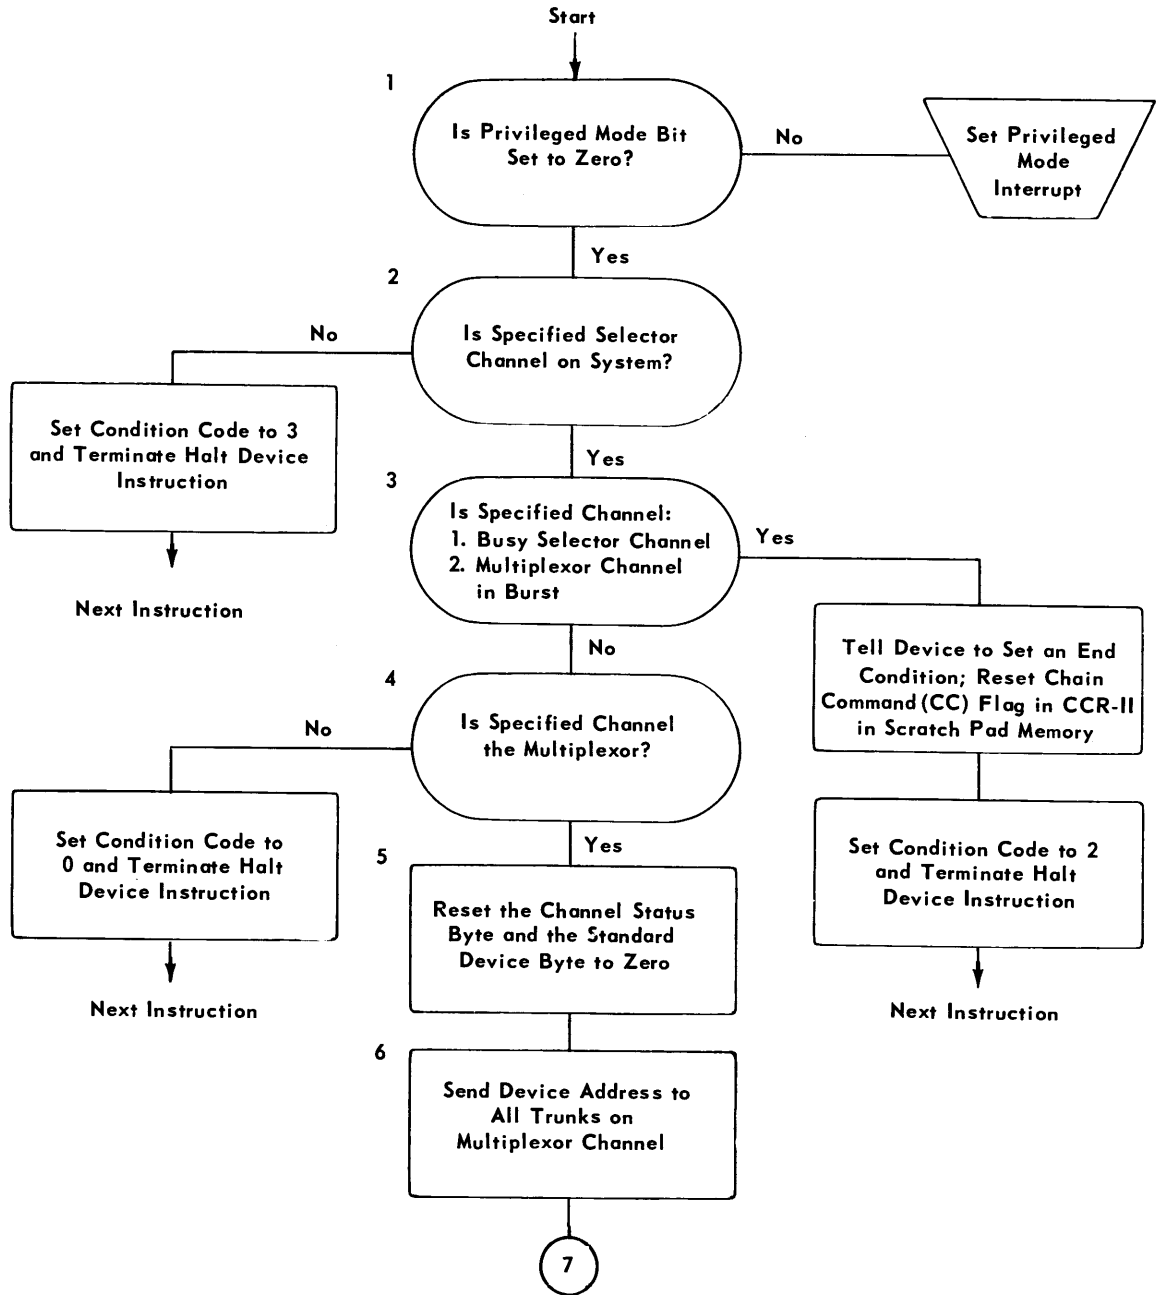 Start
1
Is Privileged Mode Bit
Set to Zero?
No
Set Privileged
Mode
Interrupt
Yes
2
Is Specified Selector
Channel on System?
No
Set Condition Code to 3
and Terminate Halt Device
Instruction
Next Instruction
Yes
3
Is Specified Channel:
1. Busy Selector Channel
2. Multiplexor Channel
in Burst
Yes
Tell Device to Set an End
Condition; Reset Chain
Command (CC) Flag in CCR-II
in Scratch Pad Memory
Set Condition Code to 2
and Terminate Halt
Device Instruction
Next Instruction
No
4
Is Specified Channel
the Multiplexor?
No
Set Condition Code to
0 and Terminate Halt
Device Instruction
Next Instruction
Yes
5
Reset the Channel Status
Byte and the Standard
Device Byte to Zero
6
Send Device Address to
All Trunks on
Multiplexor Channel
7